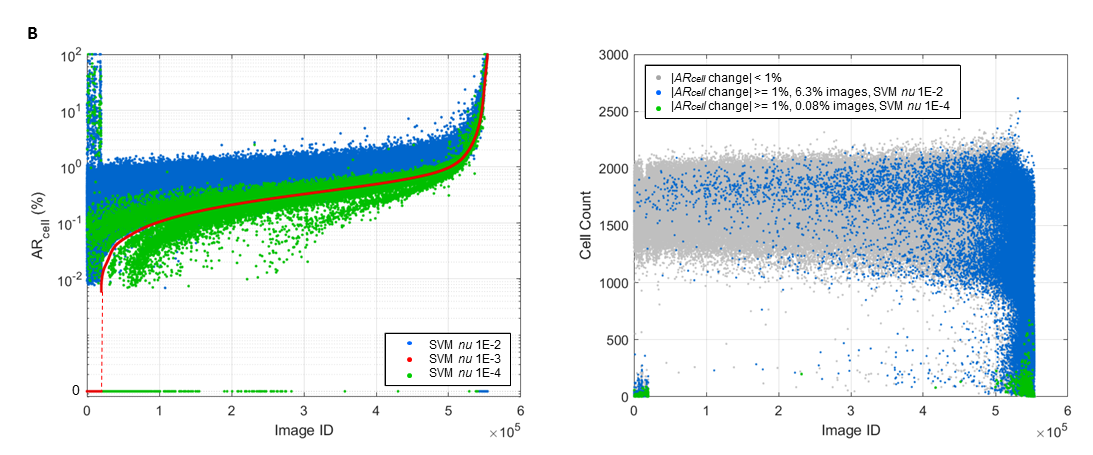 B
10²
10¹
10⁰
10⁻¹
10⁻²
0
AR_cell (%)
SVM nu 1E-2
SVM nu 1E-3
SVM nu 1E-4
0 1 2 3 4 5 6
Image ID
×10⁵
3000
2500
2000
1500
1000
500
0
Cell Count
|ARcell change| < 1%
|ARcell change| >= 1%, 6.3% images, SVM nu 1E-2
|ARcell change| >= 1%, 0.08% images, SVM nu 1E-4
0 1 2 3 4 5 6
Image ID
×10⁵